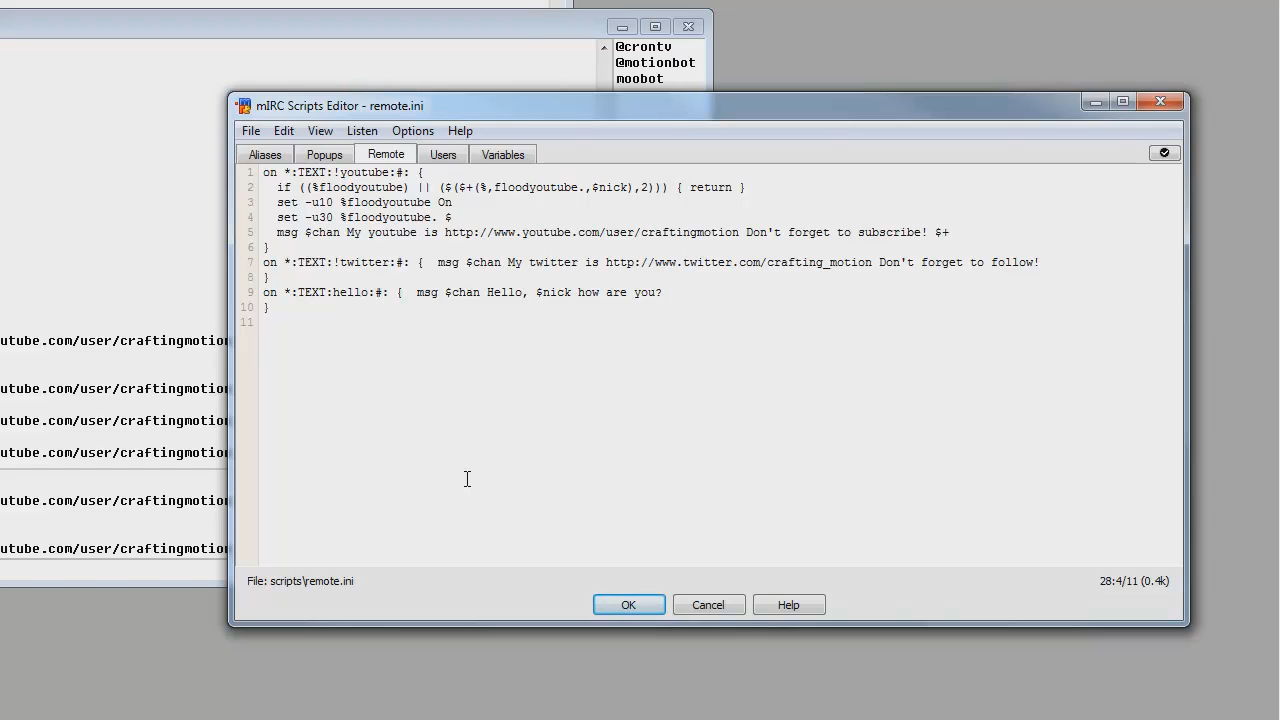 @crontv
@motionbot
moobot
mIRC Scripts Editor - remote.ini
File Edit View Listen Options Help
Aliases Popups Remote Users Variables
1 on *:TEXT:!youtube:#: {
2 if ((%floodyoutube) || ($($+(%,floodyoutube.,$nick),2))) { return }
3 set -u10 %floodyoutube On
4 set -u30 %floodyoutube. $
5 msg $chan My youtube is http://www.youtube.com/user/craftingmotion Don't forget to subscribe! $+
6 }
7 on *:TEXT:!twitter:#: { msg $chan My twitter is http://www.twitter.com/crafting_motion Don't forget to follow!
8 }
9 on *:TEXT:hello:#: { msg $chan Hello, $nick how are you?
10 }
11
utube.com/user/craftingmotion
utube.com/user/craftingmotion
utube.com/user/craftingmotion
utube.com/user/craftingmotion
utube.com/user/craftingmotion
utube.com/user/craftingmotion
File: scripts\remote.ini 28:4/11 (0.4k)
OK Cancel Help